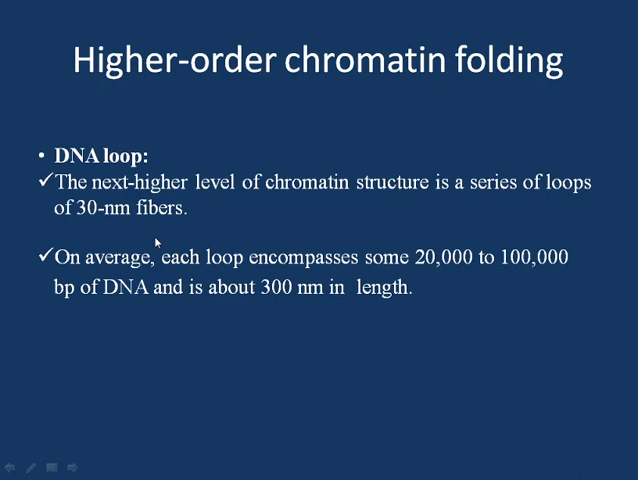 Higher-order chromatin folding
• DNA loop:
✓The next-higher level of chromatin structure is a series of loops
of 30-nm fibers.
✓On average, each loop encompasses some 20,000 to 100,000
bp of DNA and is about 300 nm in length.